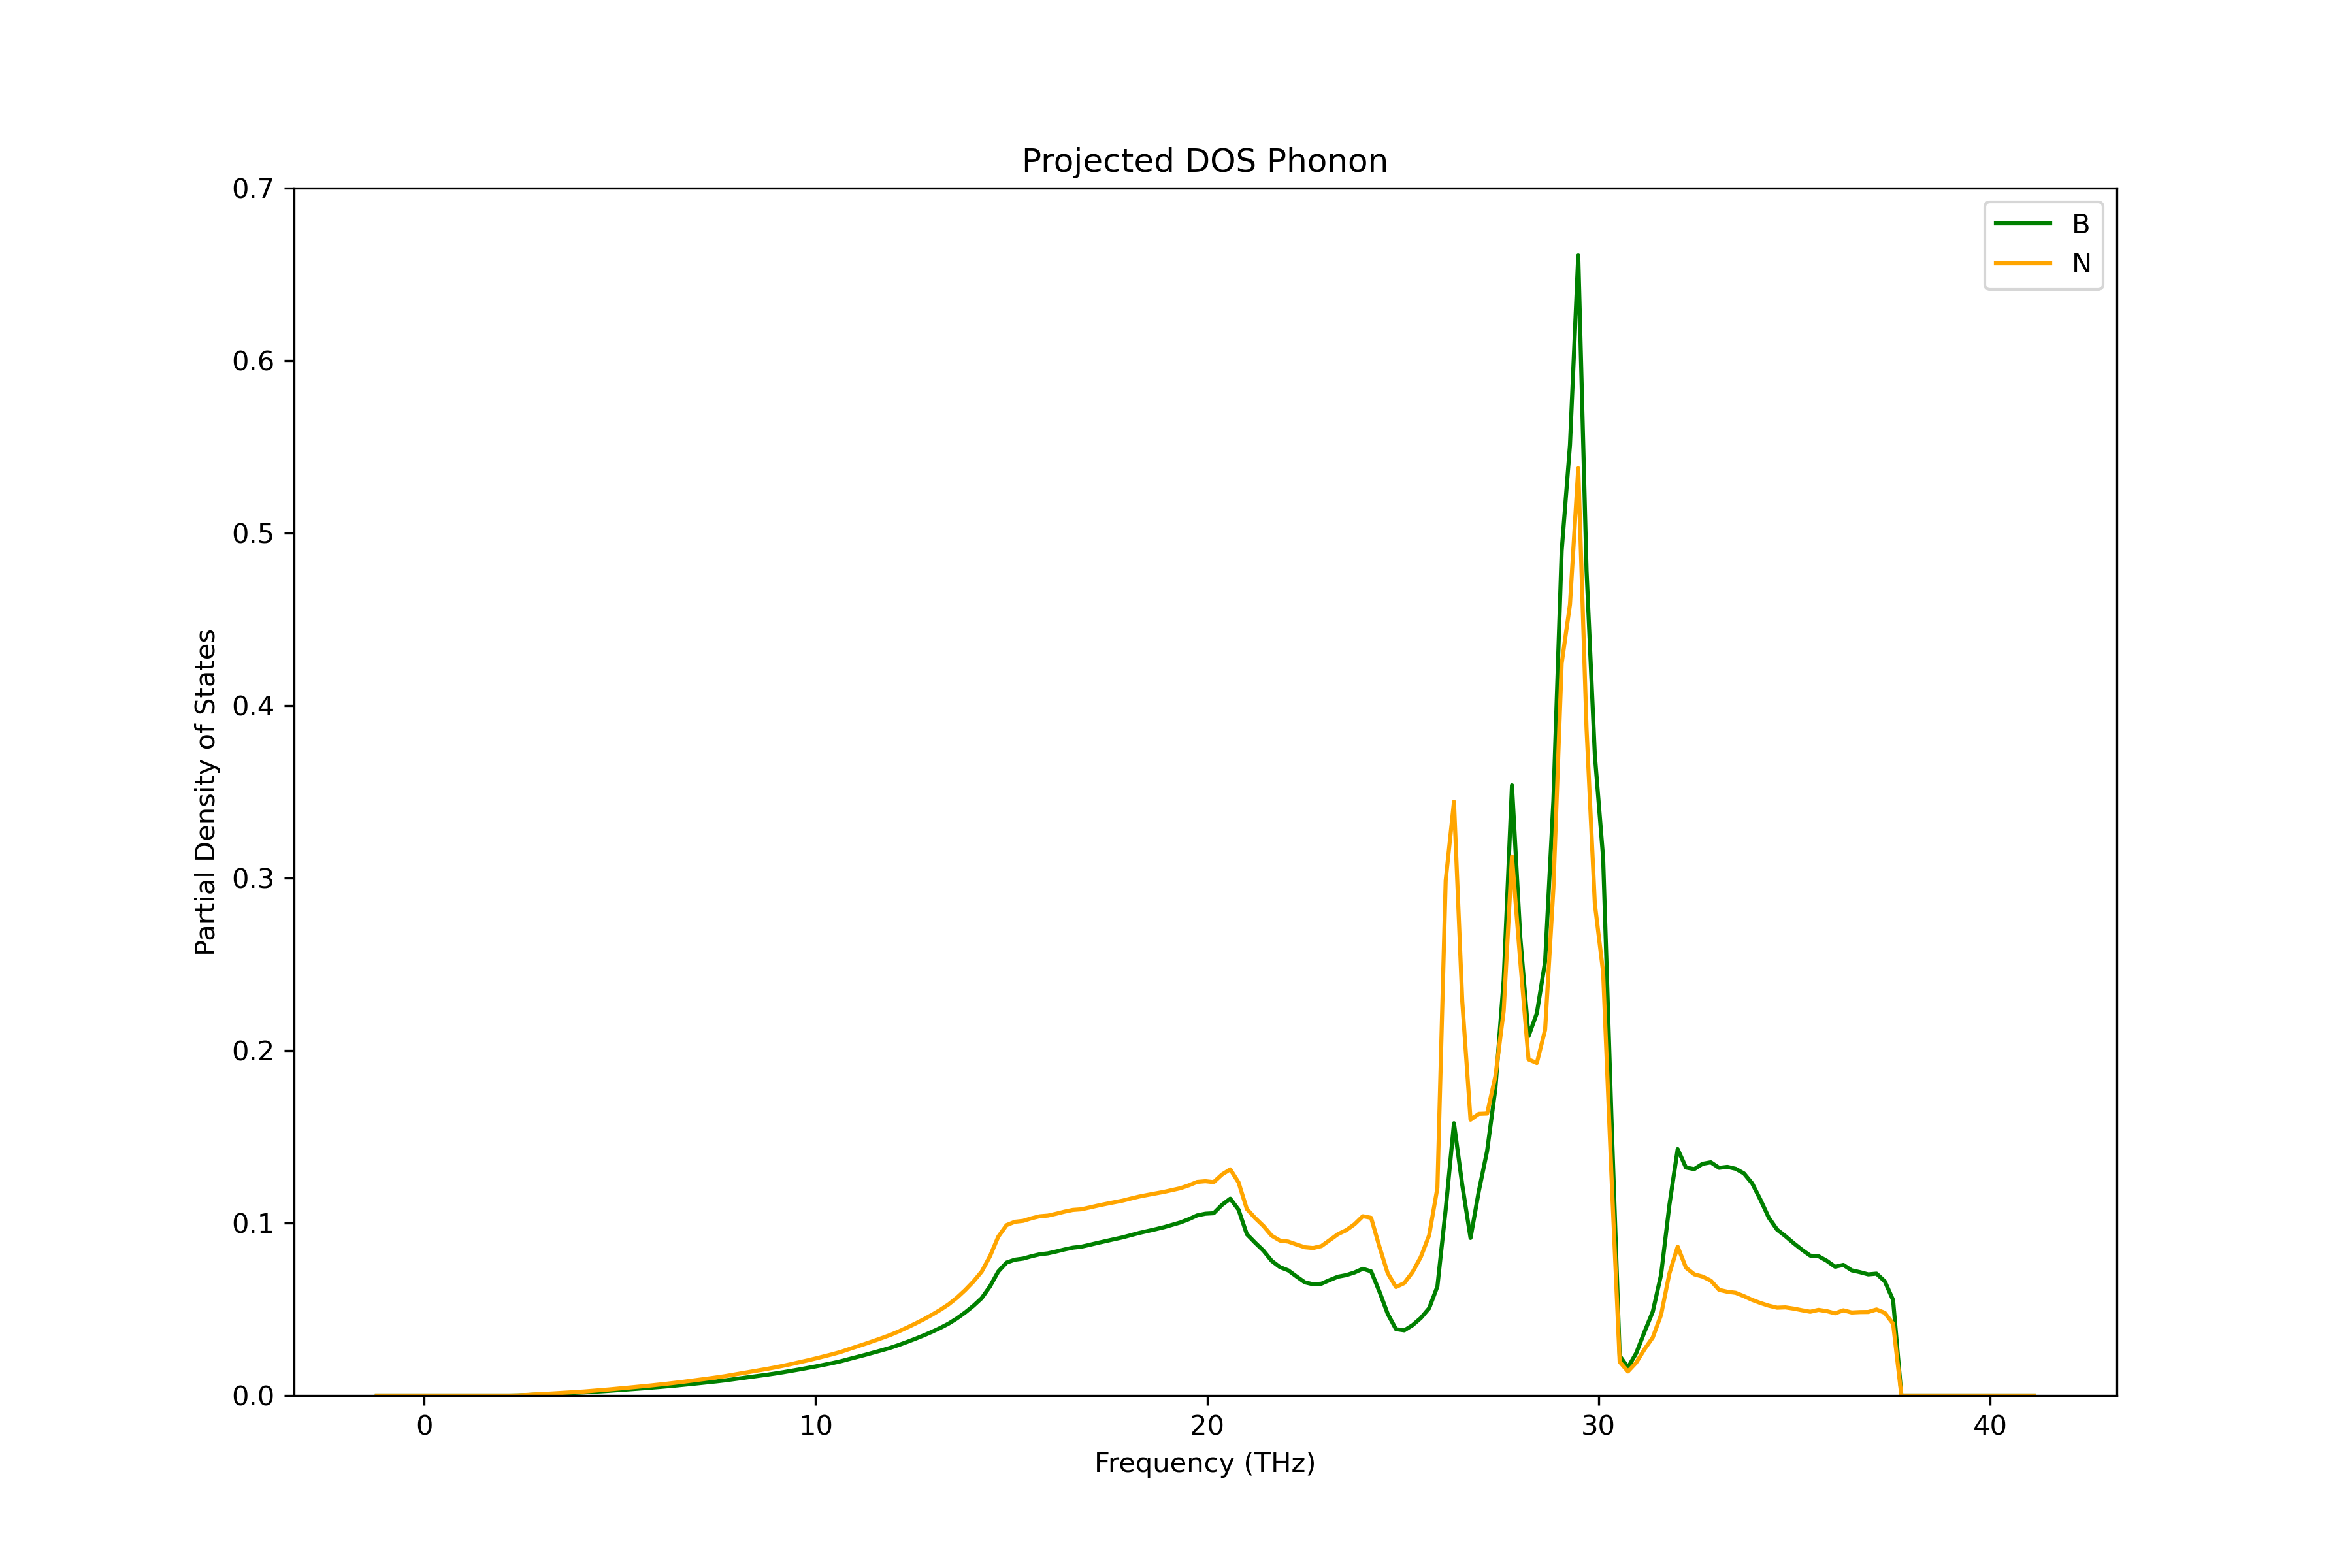 Projected DOS Phonon
B
N
0.7
0.6
0.5
0.4
0.3
0.2
0.1
0.0
Partial Density of States
0
10
20
30
40
Frequency (THz)